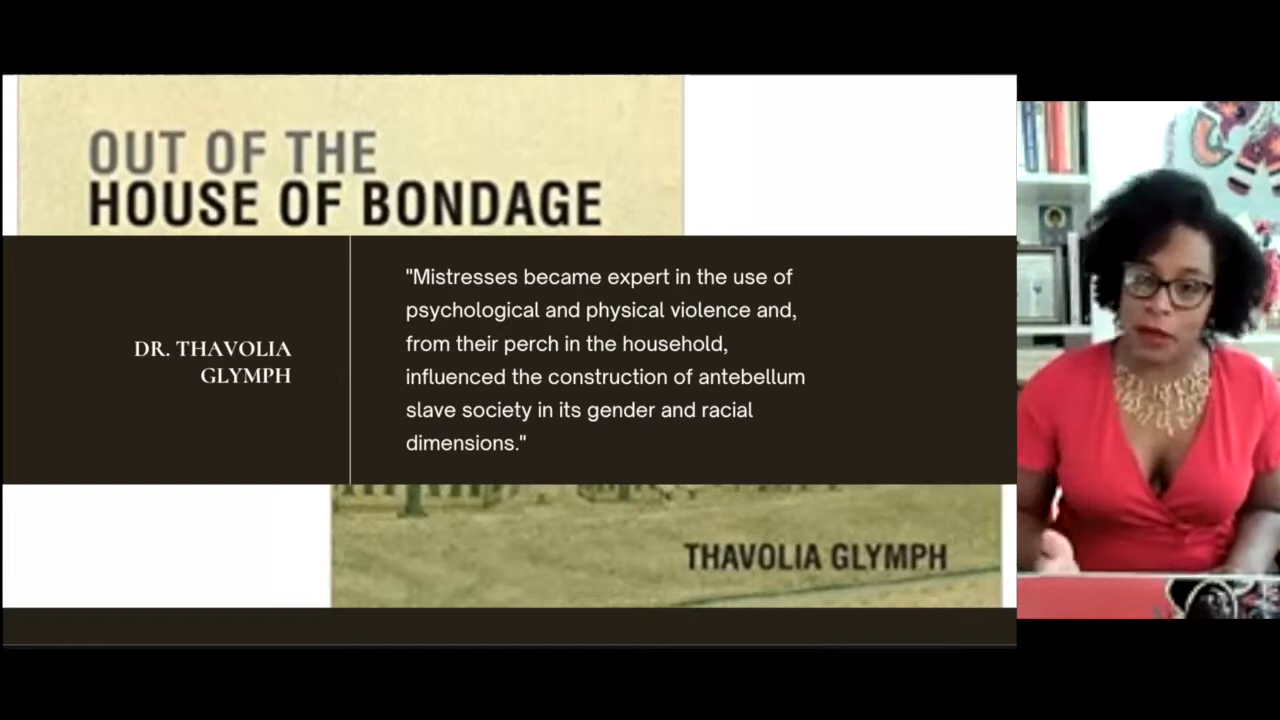 OUT OF THE
HOUSE OF BONDAGE
DR. THAVOLIA
GLYMPH
"Mistresses became expert in the use of
psychological and physical violence and,
from their perch in the household,
influenced the construction of antebellum
slave society in its gender and racial
dimensions."
THAVOLIA GLYMPH